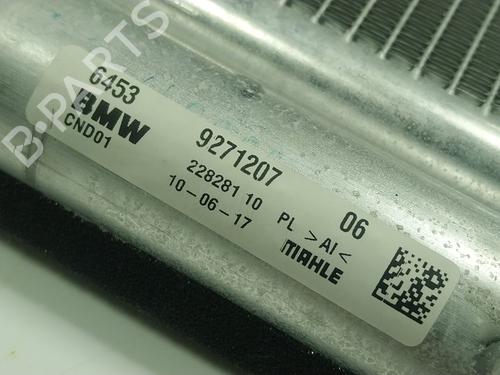 B-PARTS
6453
BMW
CND01
9271207
06
228281 10
10-06-17
PL >Al<
MAHLE